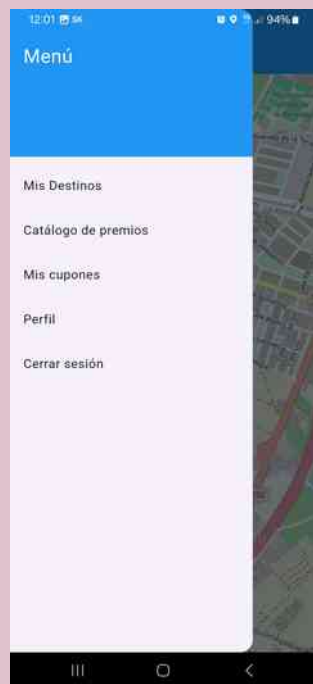 12:01
94%
Menú
Mis Destinos
Catálogo de premios
Mis cupones
Perfil
Cerrar sesión